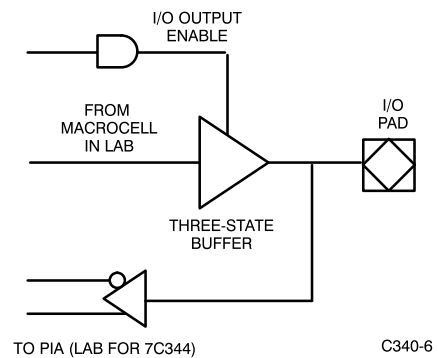 I/O OUTPUT
ENABLE
FROM
MACROCELL
IN LAB
I/O
PAD
THREE-STATE
BUFFER
TO PIA (LAB FOR 7C344)
C340-6